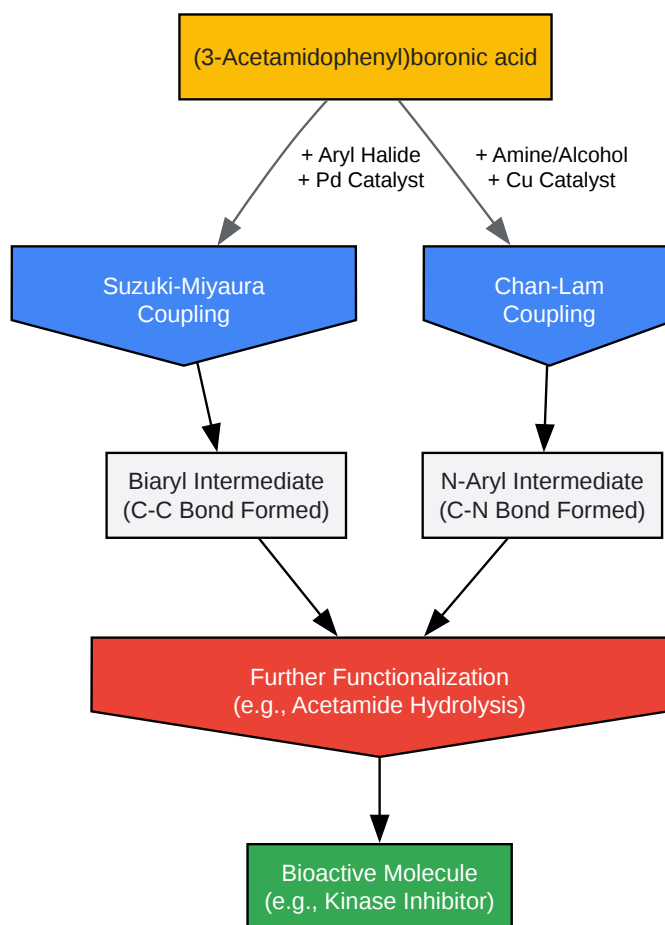 (3-Acetamidophenyl)boronic acid
+ Aryl Halide
+ Pd Catalyst
+ Amine/Alcohol
+ Cu Catalyst
Suzuki-Miyaura
Coupling
Chan-Lam
Coupling
Biaryl Intermediate
(C-C Bond Formed)
N-Aryl Intermediate
(C-N Bond Formed)
Further Functionalization
(e.g., Acetamide Hydrolysis)
Bioactive Molecule
(e.g., Kinase Inhibitor)